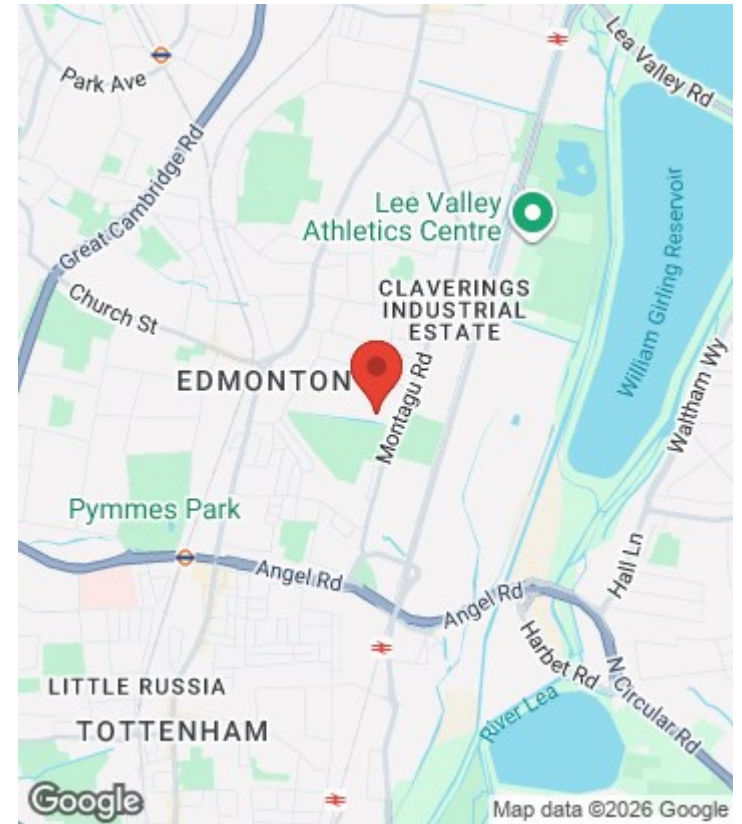 Park Ave
Great Cambridge Rd
Church St
Lea Valley Rd
Lee Valley
Athletics Centre
CLAVERINGS
INDUSTRIAL
ESTATE
William Girling Reservoir
Waltham Wy
EDMONTON
Montagu Rd
Pymmes Park
Angel Rd
Angel Rd
Hall Ln
Harbet Rd
N Circular Rd
River Lea
LITTLE RUSSIA
TOTTENHAM
Google
Map data ©2026 Google